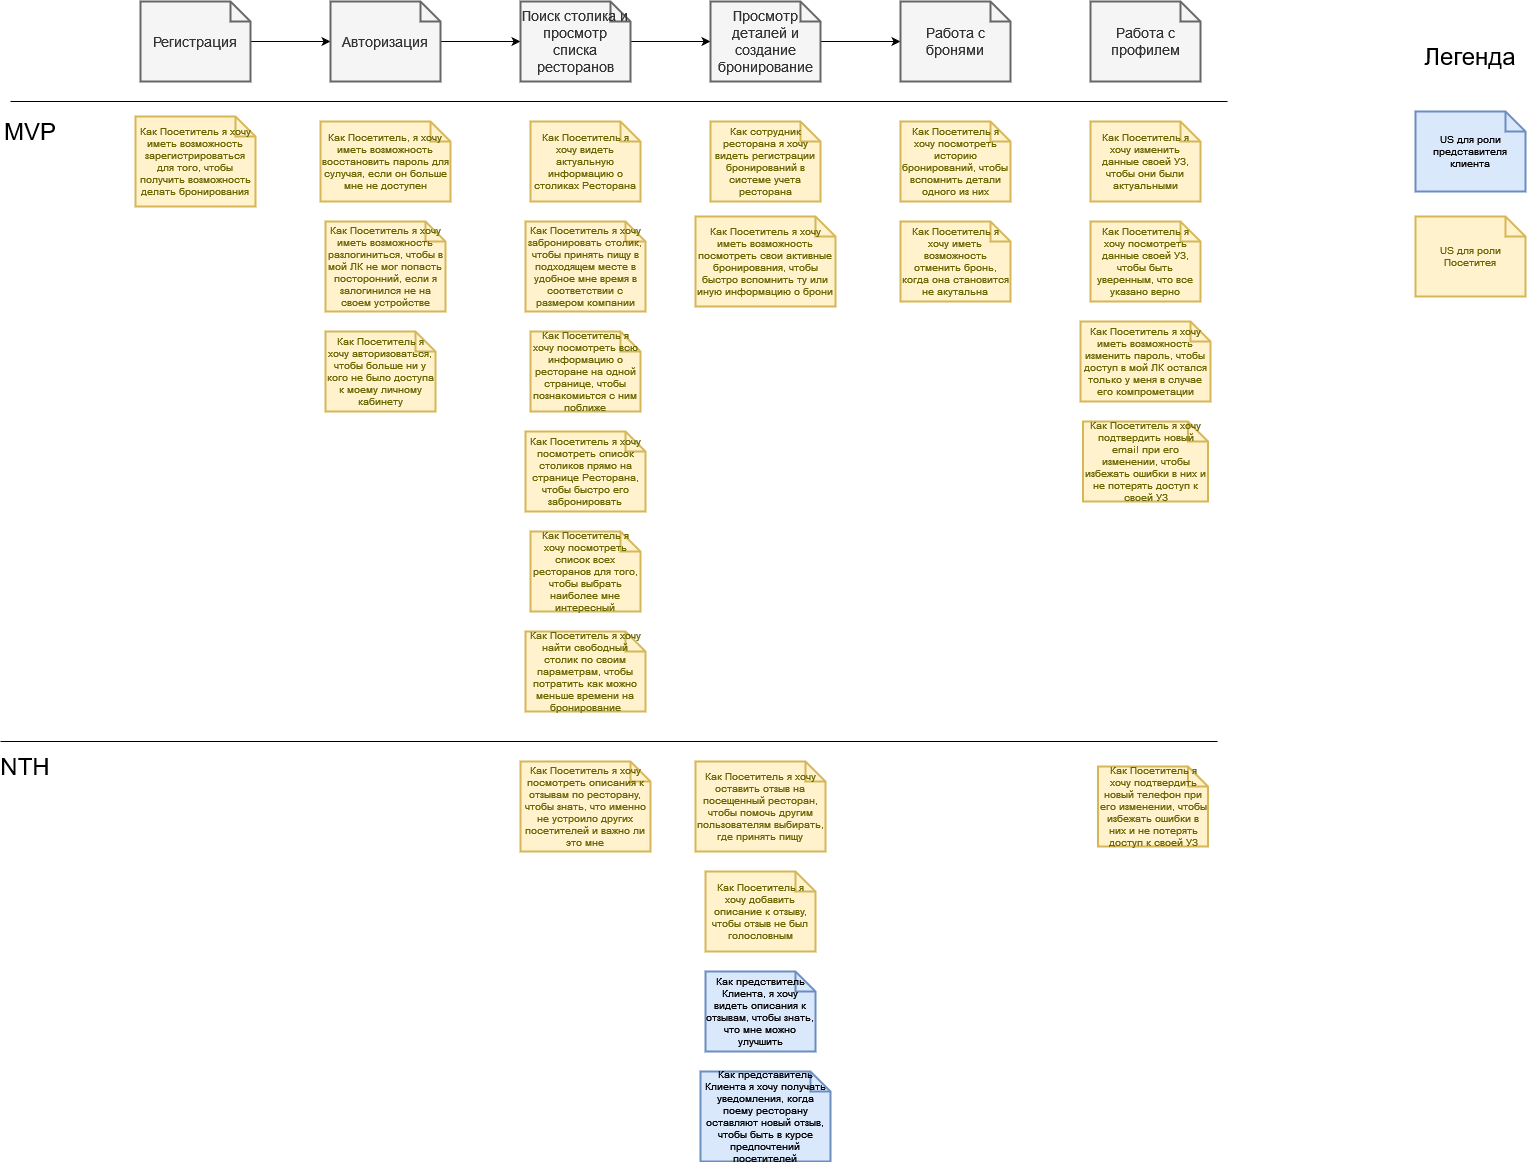 Регистрация
Авторизация
Поиск столика и
просмотр
списка
ресторанов
Просмотр
деталей и
создание
бронирование
Работа с
бронями
Работа с
профилем
Легенда
MVP
Как Посетитель я хочу
иметь возможность
зарегистрироваться
для того, чтобы
получить возможность
делать бронирования
Как Посетитель, я хочу
иметь возможность
восстановить пароль для
сулучая, если он больше
мне не доступен
Как Посетитель я хочу
иметь возможность
разлогиниться, чтобы в
мой ЛК не мог попасть
посторонний, если я
залогинился не на
своем устройстве
Как Посетитель я
хочу авторизоваться,
чтобы больше ни у
кого не было доступа
к моему личному
кабинету
Как Посетитель я
хочу видеть
актуальную
информацию о
столиках Ресторана
Как Посетитель я хочу
забронировать столик,
чтобы принять пищу в
подходящем месте в
удобное мне время в
соответствии с
размером компании
Как Посетитель я
хочу посмотреть всю
информацию о
ресторане на одной
странице, чтобы
познакомиться с ним
поближе
Как Посетитель я хочу
посмотреть список
столиков прямо на
странице Ресторана,
чтобы быстро его
забронировать
Как Посетитель я
хочу посмотреть
список всех
ресторанов для того,
чтобы выбрать
наиболее мне
интересный
Как Посетитель я хочу
найти свободный
столик по своим
параметрам, чтобы
потратить как можно
меньше времени на
бронирование
Как сотрудник
ресторана я хочу
видеть регистрации
бронирований в
системе учета
ресторана
Как Посетитель я хочу
иметь возможность
посмотреть свои активные
бронирования, чтобы
быстро вспомнить ту или
иную информацию о брони
Как Посетитель я
хочу посмотреть
историю
бронирований, чтобы
вспомнить детали
одного из них
Как Посетитель я
хочу иметь
возможность
отменить бронь,
когда она становится
не акутальна
Как Посетитель я
хочу изменить
данные своей УЗ,
чтобы они были
актуальными
Как Посетитель я
хочу посмотреть
данные своей УЗ,
чтобы быть
уверенным, что все
указано верно
Как Посетитель я хочу
иметь возможность
изменить пароль, чтобы
доступ в мой ЛК остался
только у меня в случае
его компрометации
Как Посетитель я хочу
подтвердить новый
email при его
изменении, чтобы
избежать ошибки в них и
не потерять доступ к
своей УЗ
US для роли
представителя
клиента
US для роли
Посетитея
NTH
Как Посетитель я хочу
посмотреть описания к
отзывам по ресторану,
чтобы знать, что именно
не устроило других
посетителей и важно ли
это мне
Как Посетитель я хочу
оставить отзыв на
посещенный ресторан,
чтобы помочь другим
пользователям выбирать,
где принять пищу
Как Посетитель я
хочу добавить
описание к отзыву,
чтобы отзыв не был
голословным
Как предствитель
Клиента, я хочу
видеть описания к
отзывам, чтобы знать,
что мне можно
улучшить
Как представитель
Клиента я хочу получать
уведомления, когда
поему ресторану
оставляют новый отзыв,
чтобы быть в курсе
предпочтений
посетителей
Как Посетитель я
хочу подтвердить
новый телефон при
его изменении, чтобы
избежать ошибки в
них и не потерять
доступ к своей УЗ